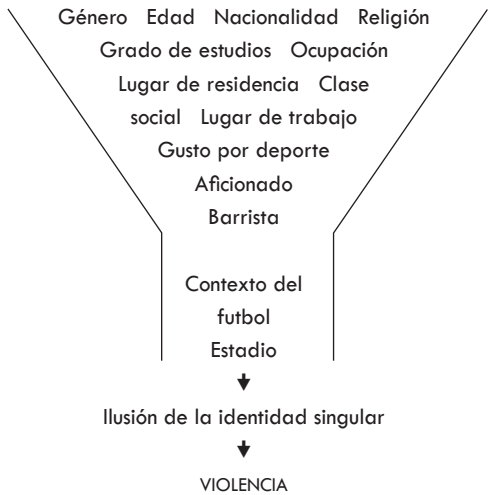 Género Edad Nacionalidad Religión
Grado de estudios Ocupación
Lugar de residencia Clase
social Lugar de trabajo
Gusto por deporte
Aficionado
Barrista
Contexto del
futbol
Estadio
Ilusión de la identidad singular
VIOLENCIA